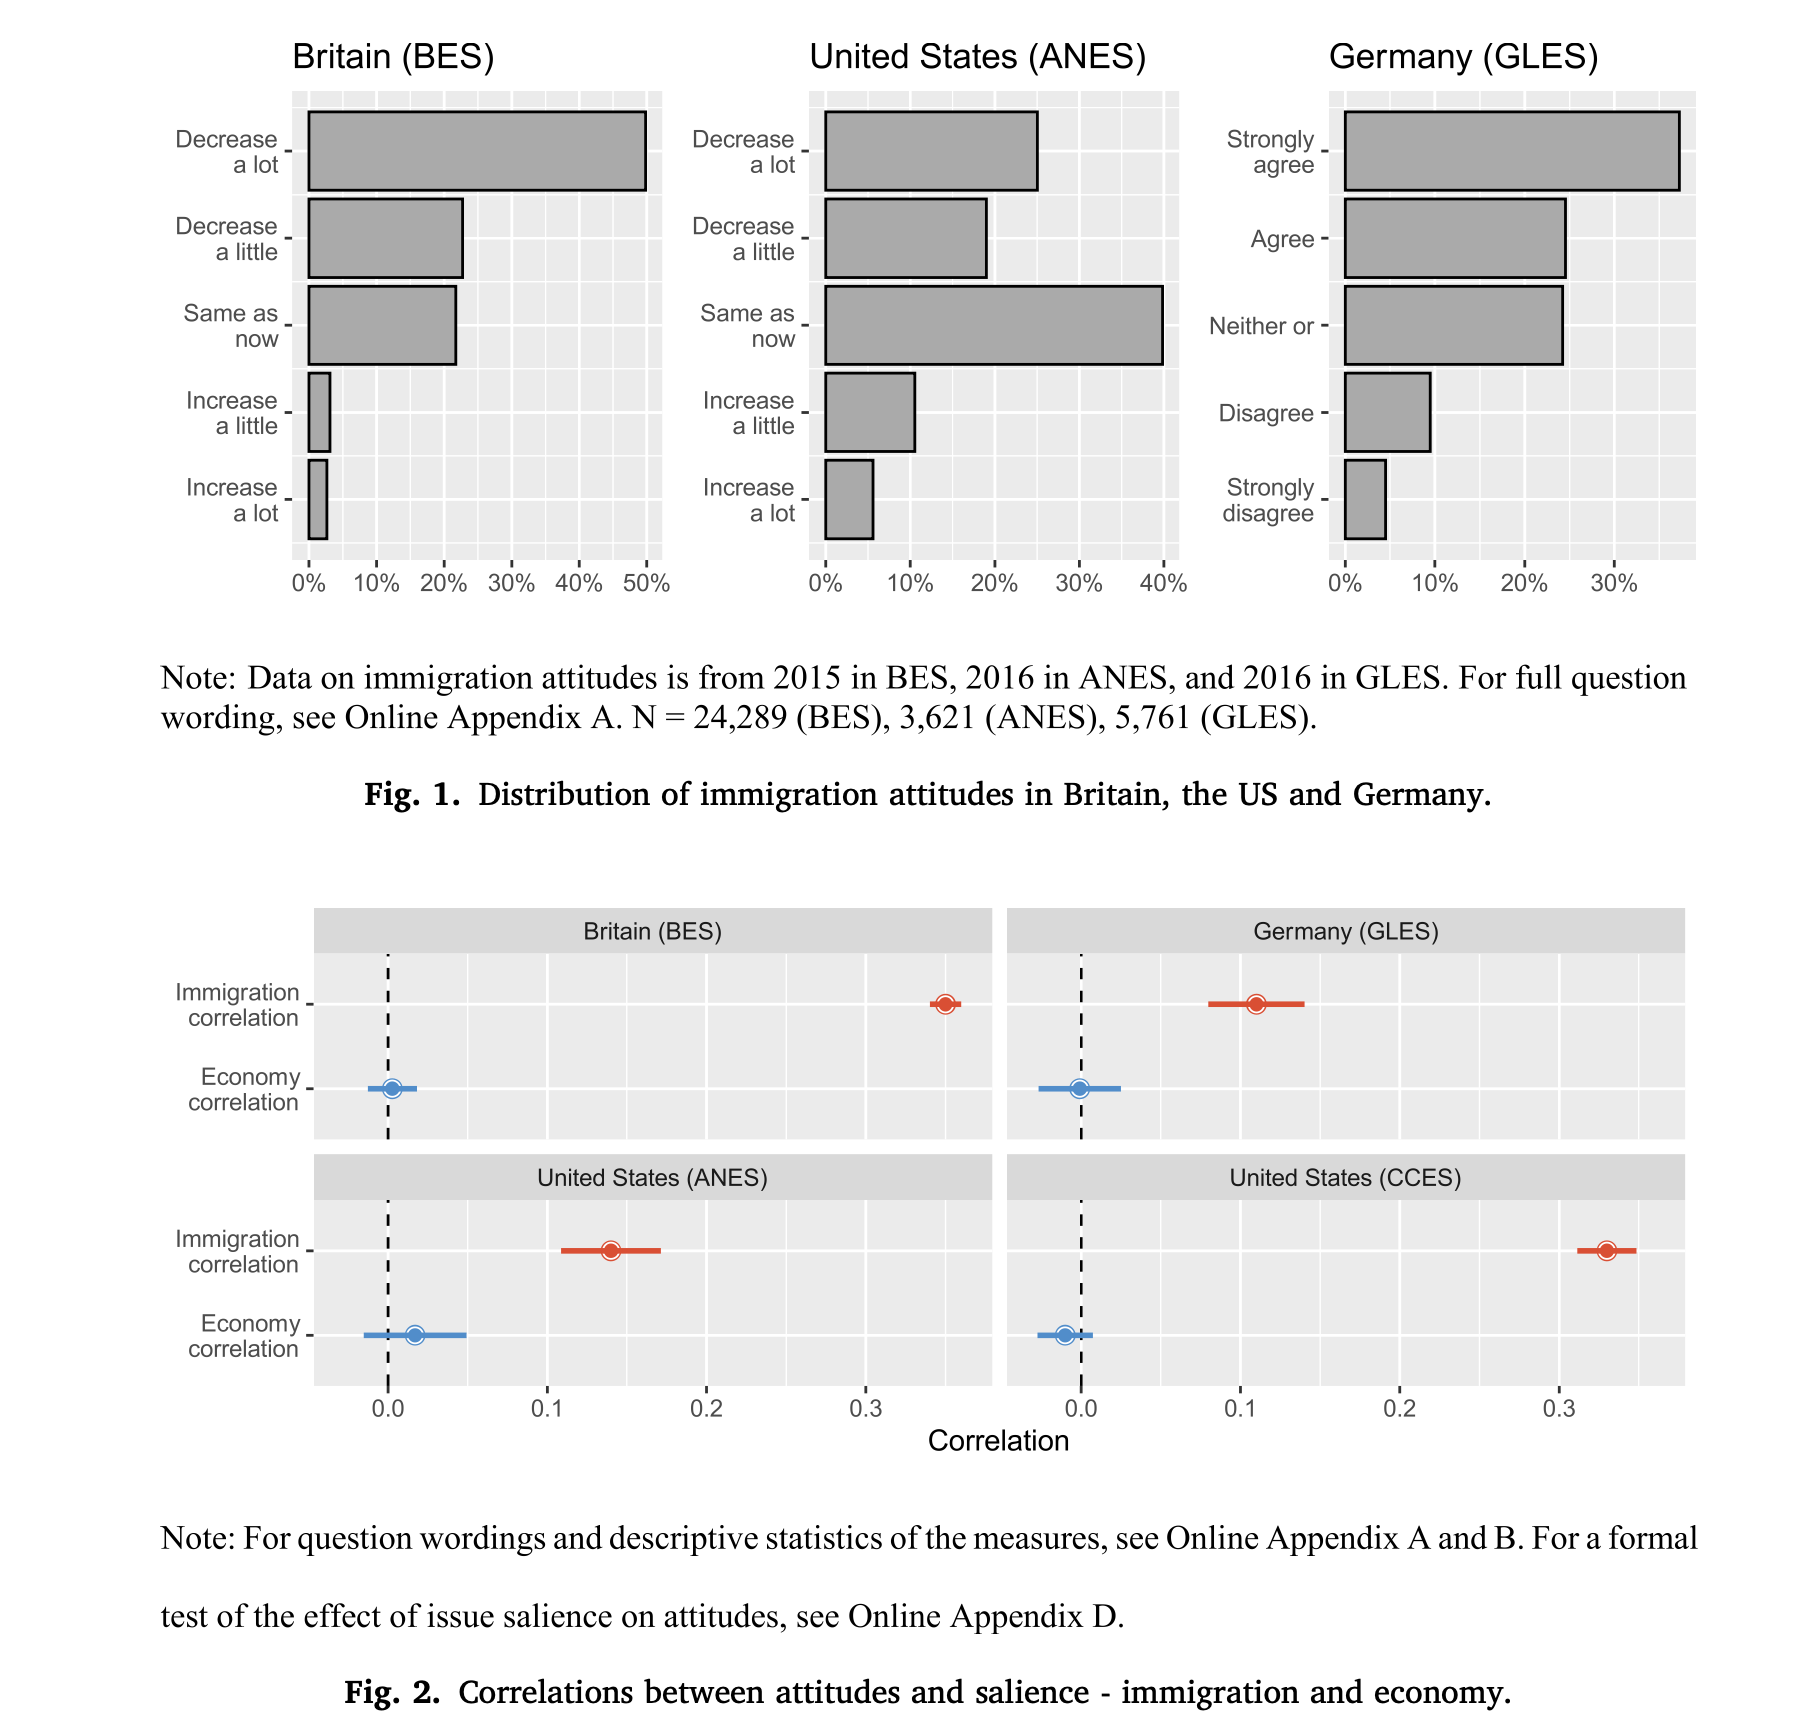 Britain (BES)
United States (ANES)
Germany (GLES)
Decrease
a lot
Decrease
a little
Same as
now
Increase
a little
Increase
a lot
0% 10% 20% 30% 40% 50%
Decrease
a lot
Decrease
a little
Same as
now
Increase
a little
Increase
a lot
0% 10% 20% 30% 40%
Strongly
agree
Agree
Neither or
Disagree
Strongly
disagree
0% 10% 20% 30%
Note: Data on immigration attitudes is from 2015 in BES, 2016 in ANES, and 2016 in GLES. For full question
wording, see Online Appendix A. N = 24,289 (BES), 3,621 (ANES), 5,761 (GLES).
Fig. 1. Distribution of immigration attitudes in Britain, the US and Germany.
Britain (BES)
Germany (GLES)
Immigration
correlation
Economy
correlation
United States (ANES)
United States (CCES)
Immigration
correlation
Economy
correlation
0.0 0.1 0.2 0.3
0.0 0.1 0.2 0.3
Correlation
Note: For question wordings and descriptive statistics of the measures, see Online Appendix A and B. For a formal
test of the effect of issue salience on attitudes, see Online Appendix D.
Fig. 2. Correlations between attitudes and salience - immigration and economy.